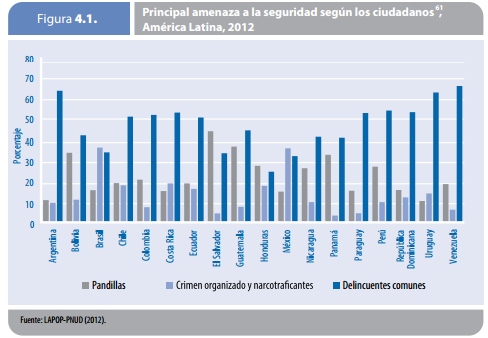 Figura 4.1.
Principal amenaza a la seguridad según los ciudadanos 61,
América Latina, 2012
Porcentaje
80
70
60
50
40
30
20
10
0
Argentina
Bolivia
Brasil
Chile
Colombia
Costa Rica
Ecuador
El Salvador
Guatemala
Honduras
México
Nicaragua
Panamá
Paraguay
Perú
República
Dominicana
Uruguay
Venezuela
Pandillas
Crimen organizado y narcotraficantes
Delincuentes comunes
Fuente: LAPOP-PNUD (2012).